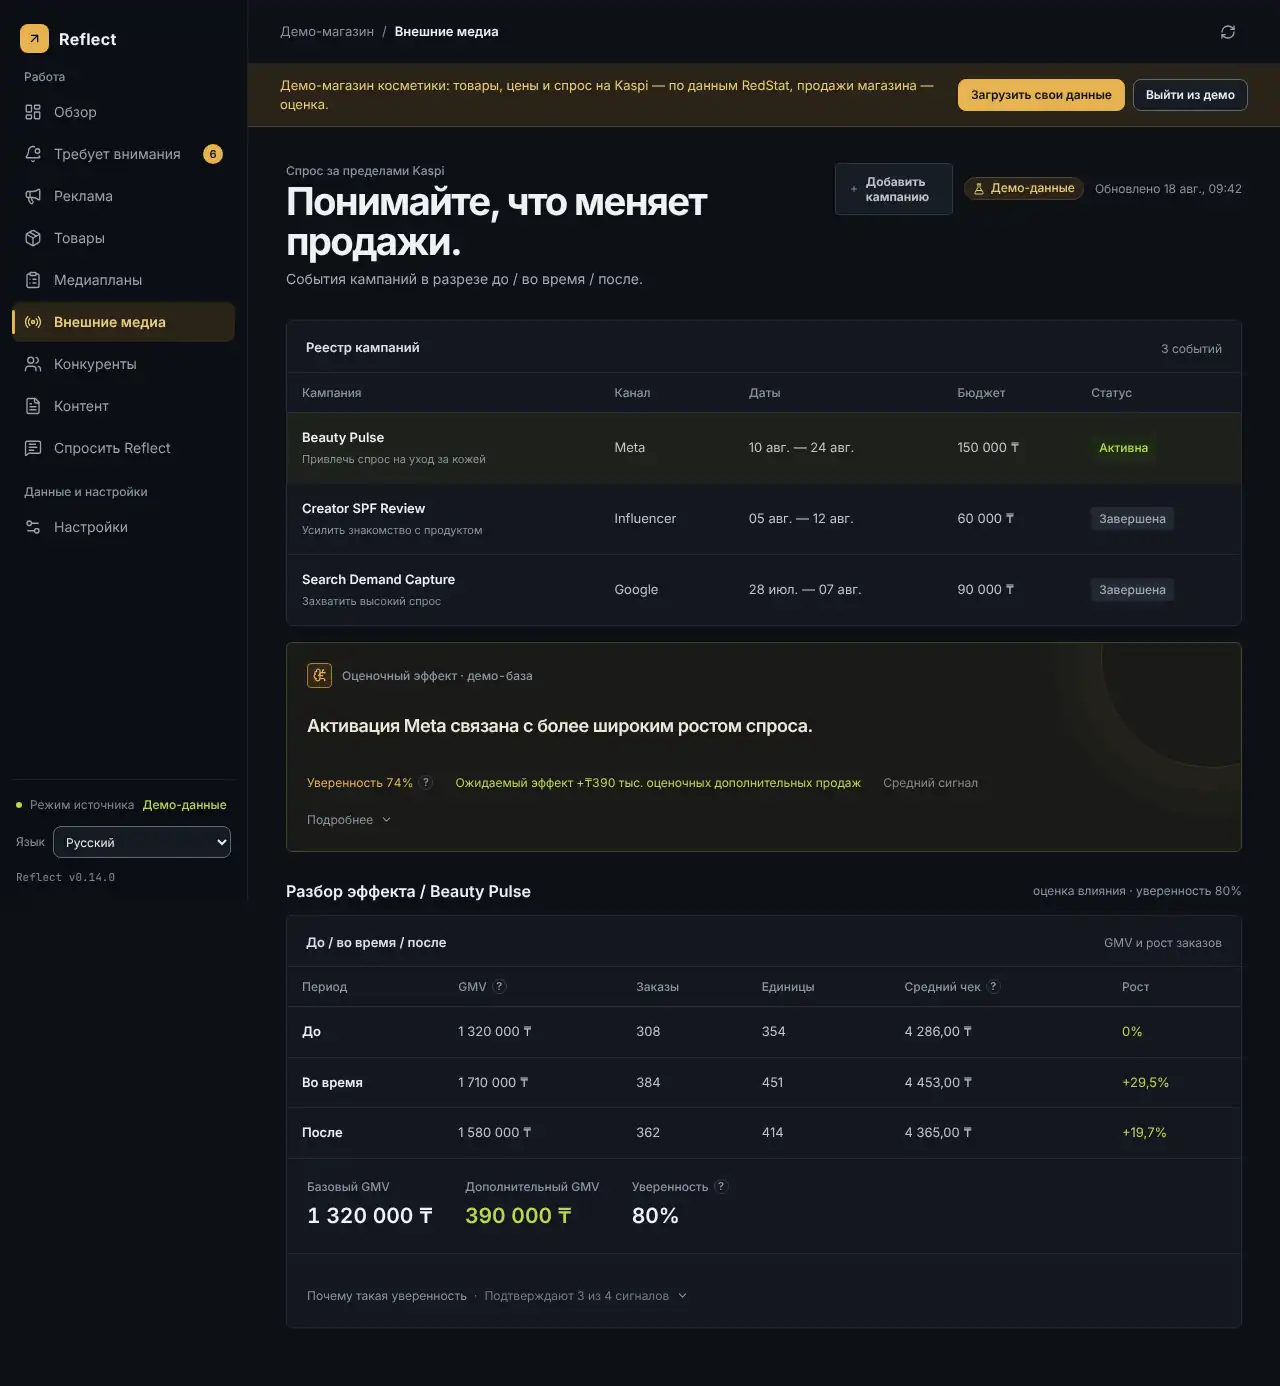 Reflect
Работа
Обзор
Требует внимания 6
Реклама
Товары
Медиапланы
Внешние медиа
Конкуренты
Контент
Спросить Reflect
Данные и настройки
Настройки
Режим источника Демо-данные
Язык Русский
Reflect v0.14.0
Демо-магазин / Внешние медиа
Демо-магазин косметики: товары, цены и спрос на Kaspi — по данным RedStat, продажи магазина —
оценка.
Загрузить свои данные
Выйти из демо
Спрос за пределами Kaspi
Понимайте, что меняет
продажи.
События кампаний в разрезе до / во время / после.
+ Добавить
кампанию
Демо-данные
Обновлено 18 авг., 09:42
Реестр кампаний 3 событий
Кампания Канал Даты Бюджет Статус
Beauty Pulse
Привлечь спрос на уход за кожей
Meta 10 авг. — 24 авг. 150 000 ₸ Активна
Creator SPF Review
Усилить знакомство с продуктом
Influencer 05 авг. — 12 авг. 60 000 ₸ Завершена
Search Demand Capture
Захватить высокий спрос
Google 28 июл. — 07 авг. 90 000 ₸ Завершена
Оценочный эффект · демо-база
Активация Meta связана с более широким ростом спроса.
Уверенность 74% ? Ожидаемый эффект +₸390 тыс. оценочных дополнительных продаж Средний сигнал
Подробнее
Разбор эффекта / Beauty Pulse оценка влияния · уверенность 80%
До / во время / после GMV и рост заказов
Период GMV ? Заказы Единицы Средний чек ? Рост
До 1 320 000 ₸ 308 354 4 286,00 ₸ 0%
Во время 1 710 000 ₸ 384 451 4 453,00 ₸ +29,5%
После 1 580 000 ₸ 362 414 4 365,00 ₸ +19,7%
Базовый GMV Дополнительный GMV Уверенность ?
1 320 000 ₸ 390 000 ₸ 80%
Почему такая уверенность · Подтверждают 3 из 4 сигналов